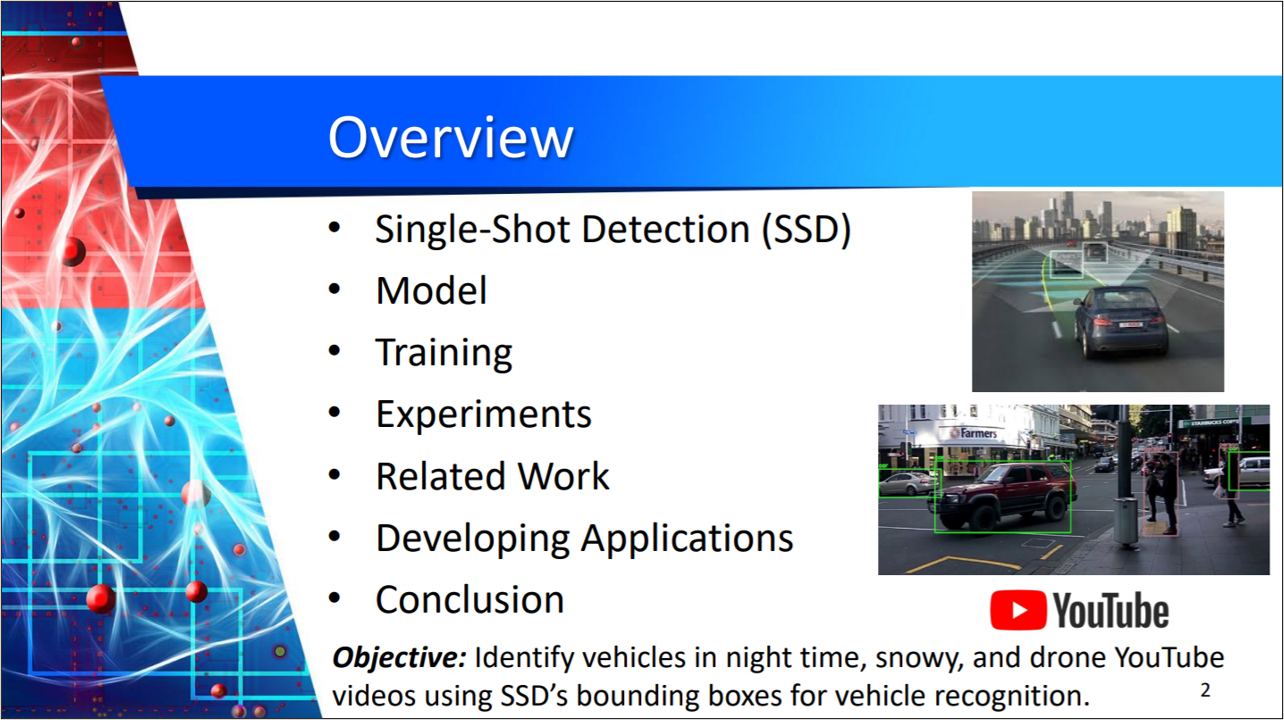 Overview
• Single-Shot Detection (SSD)
• Model
• Training
• Experiments
• Related Work
• Developing Applications
• Conclusion
Farmers
STARBUCKS COFFEE
YouTube
Objective: Identify vehicles in night time, snowy, and drone YouTube
videos using SSD's bounding boxes for vehicle recognition.
2